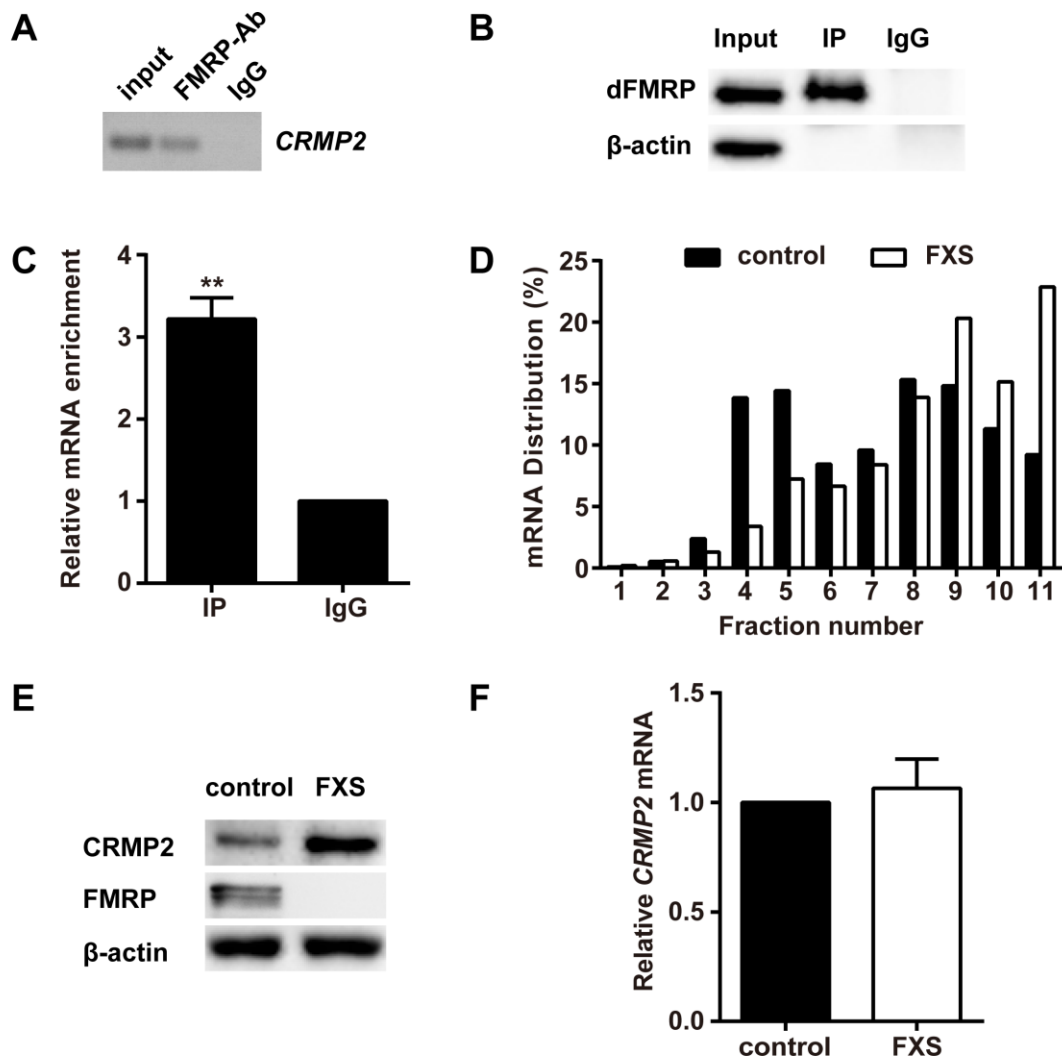 A
input FMRP-Ab IgG
CRMP2
B
Input IP IgG
dFMRP
β-actin
C
Relative mRNA enrichment
4
3
2
1
0
**
IP IgG
D
control FXS
mRNA Distribution (%)
25
20
15
10
5
0
1 2 3 4 5 6 7 8 9 10 11
Fraction number
E
control FXS
CRMP2
FMRP
β-actin
F
Relative CRMP2 mRNA
1.5
1.0
0.5
0.0
control FXS